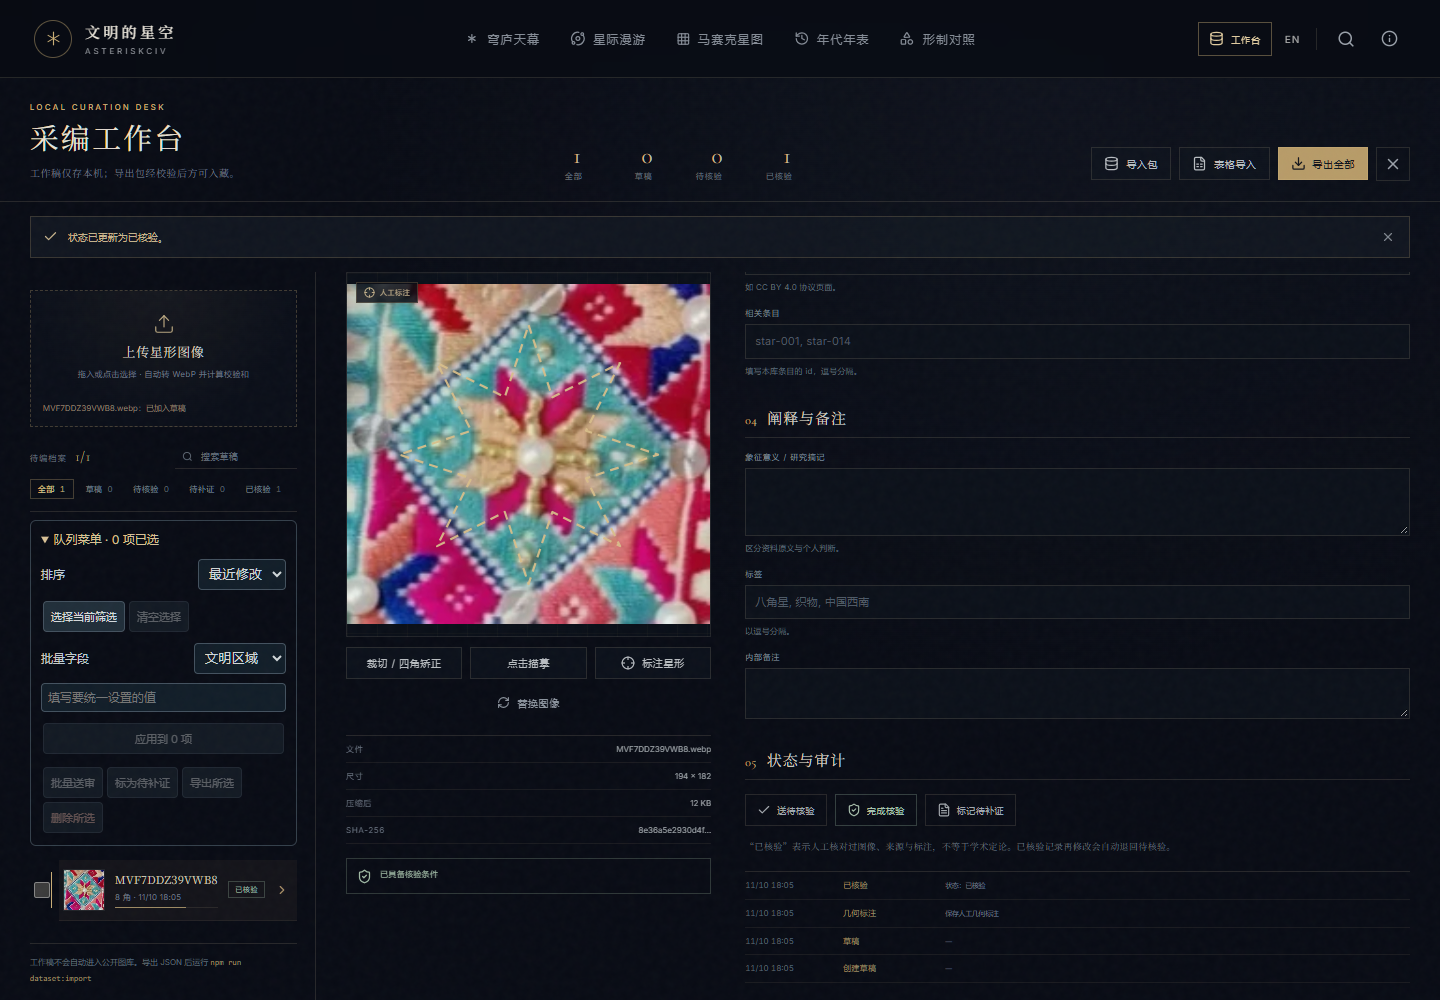 文明的星空
ASTERISKCIV
穹庐天幕
星际漫游
马赛克星图
年代年表
形制对照
工作台
EN
LOCAL CURATION DESK
采编工作台
工作稿仅存本机；导出包经校验后方可入藏。
1
全部
0
草稿
0
待核验
1
已核验
导入包
表格导入
导出全部
状态已更新为已核验。
上传星形图像
拖入或点击选择 · 自动转 WebP 并计算校验和
MVF7DDZ39VWB8.webp：已加入草稿
待编档案 1/1
搜索草稿
全部 1
草稿 0
待核验 0
待补证 0
已核验 1
▼ 队列菜单 · 0 项已选
排序
最近修改
选择当前筛选
清空选择
批量字段
文明区域
填写要统一设置的值
应用到 0 项
批量送审
标为待补证
导出所选
删除所选
MVF7DDZ39VWB8
8 角 · 11/10 18:05
已核验
工作稿不会自动进入公开图库。导出 JSON 后运行 npm run
dataset:import
人工标注
裁切 / 四角矫正
点击描摹
标注星形
替换图像
文件
MVF7DDZ39VWB8.webp
尺寸
194 × 182
压缩后
12 KB
SHA-256
8e36a5e2930d4f…
已具备核验条件
如 CC BY 4.0 协议页面。
相关条目
star-001, star-014
填写本库条目的 id，逗号分隔。
04 阐释与备注
象征意义 / 研究摘记
区分资料原义与个人判断。
标签
八角星, 织物, 中国西南
以逗号分隔。
内部备注
05 状态与审计
送待核验
完成核验
标记待补证
“已核验”表示人工核对过图像、来源与标注，不等于学术定论。已核验记录再修改会自动退回待核验。
11/10 18:05 已核验 状态：已核验
11/10 18:05 几何标注 保存人工几何标注
11/10 18:05 草稿 —
11/10 18:05 创建草稿 —